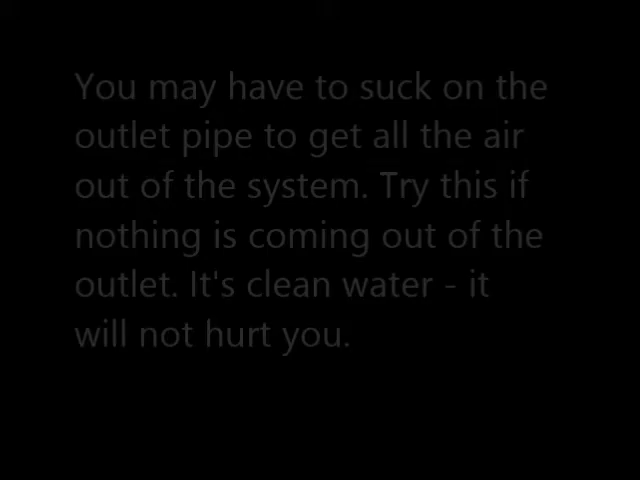 You may have to suck on the
outlet pipe to get all the air
out of the system. Try this if
nothing is coming out of the
outlet. It's clean water - it
will not hurt you.